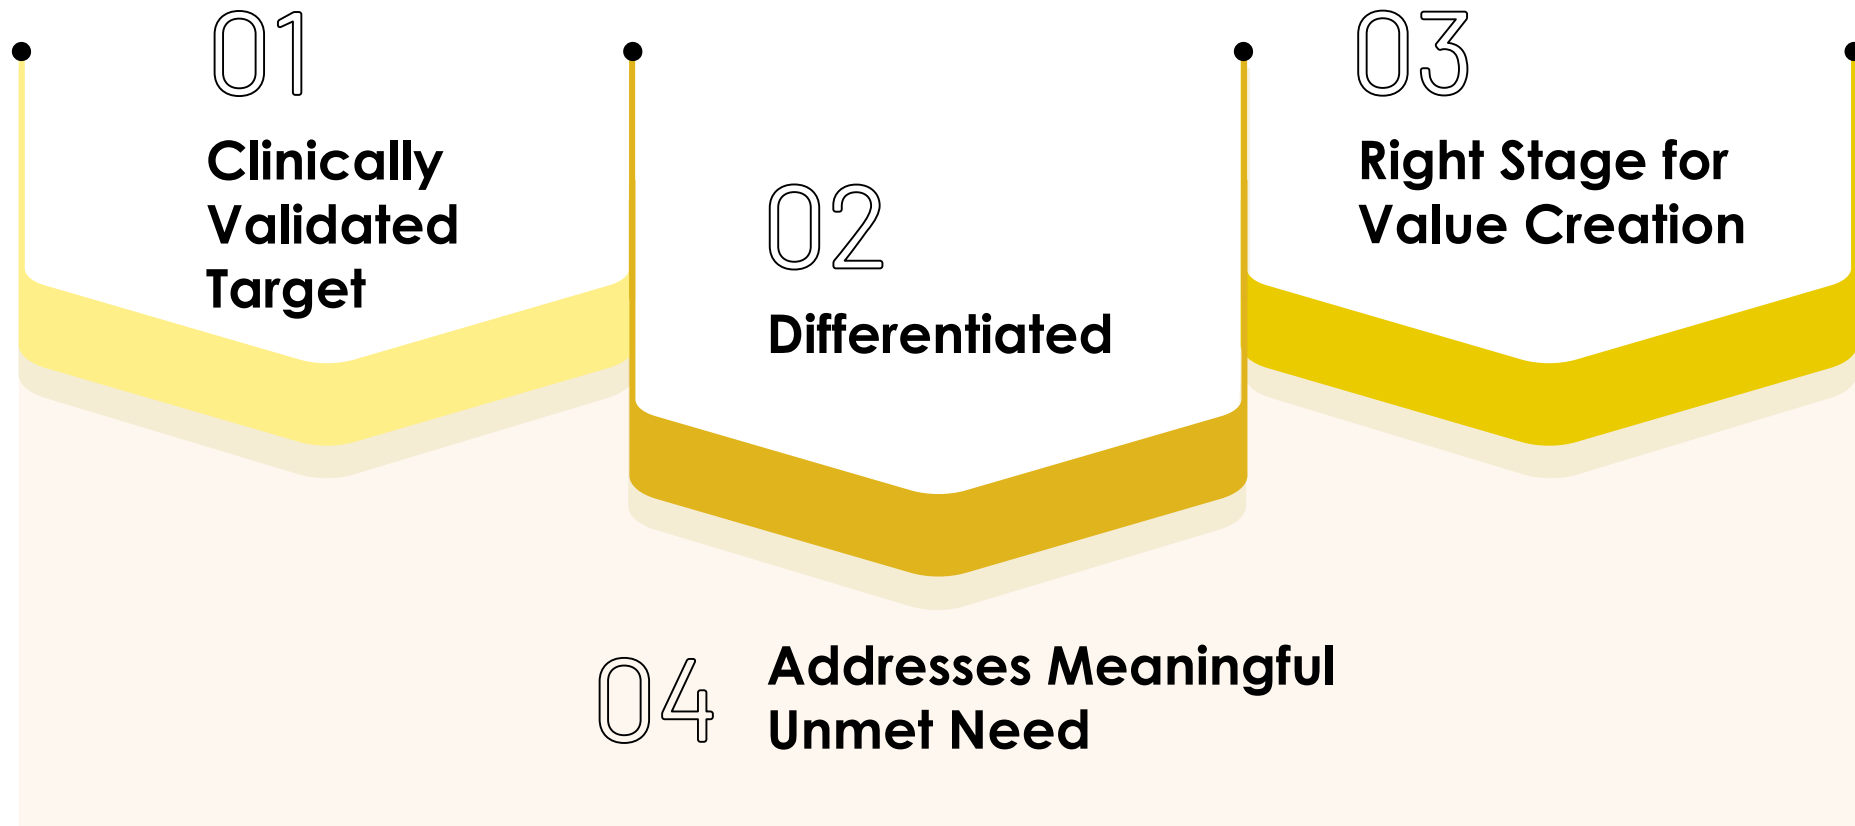 01
Clinically
Validated
Target
02
Differentiated
03
Right Stage for
Value Creation
04
Addresses Meaningful
Unmet Need